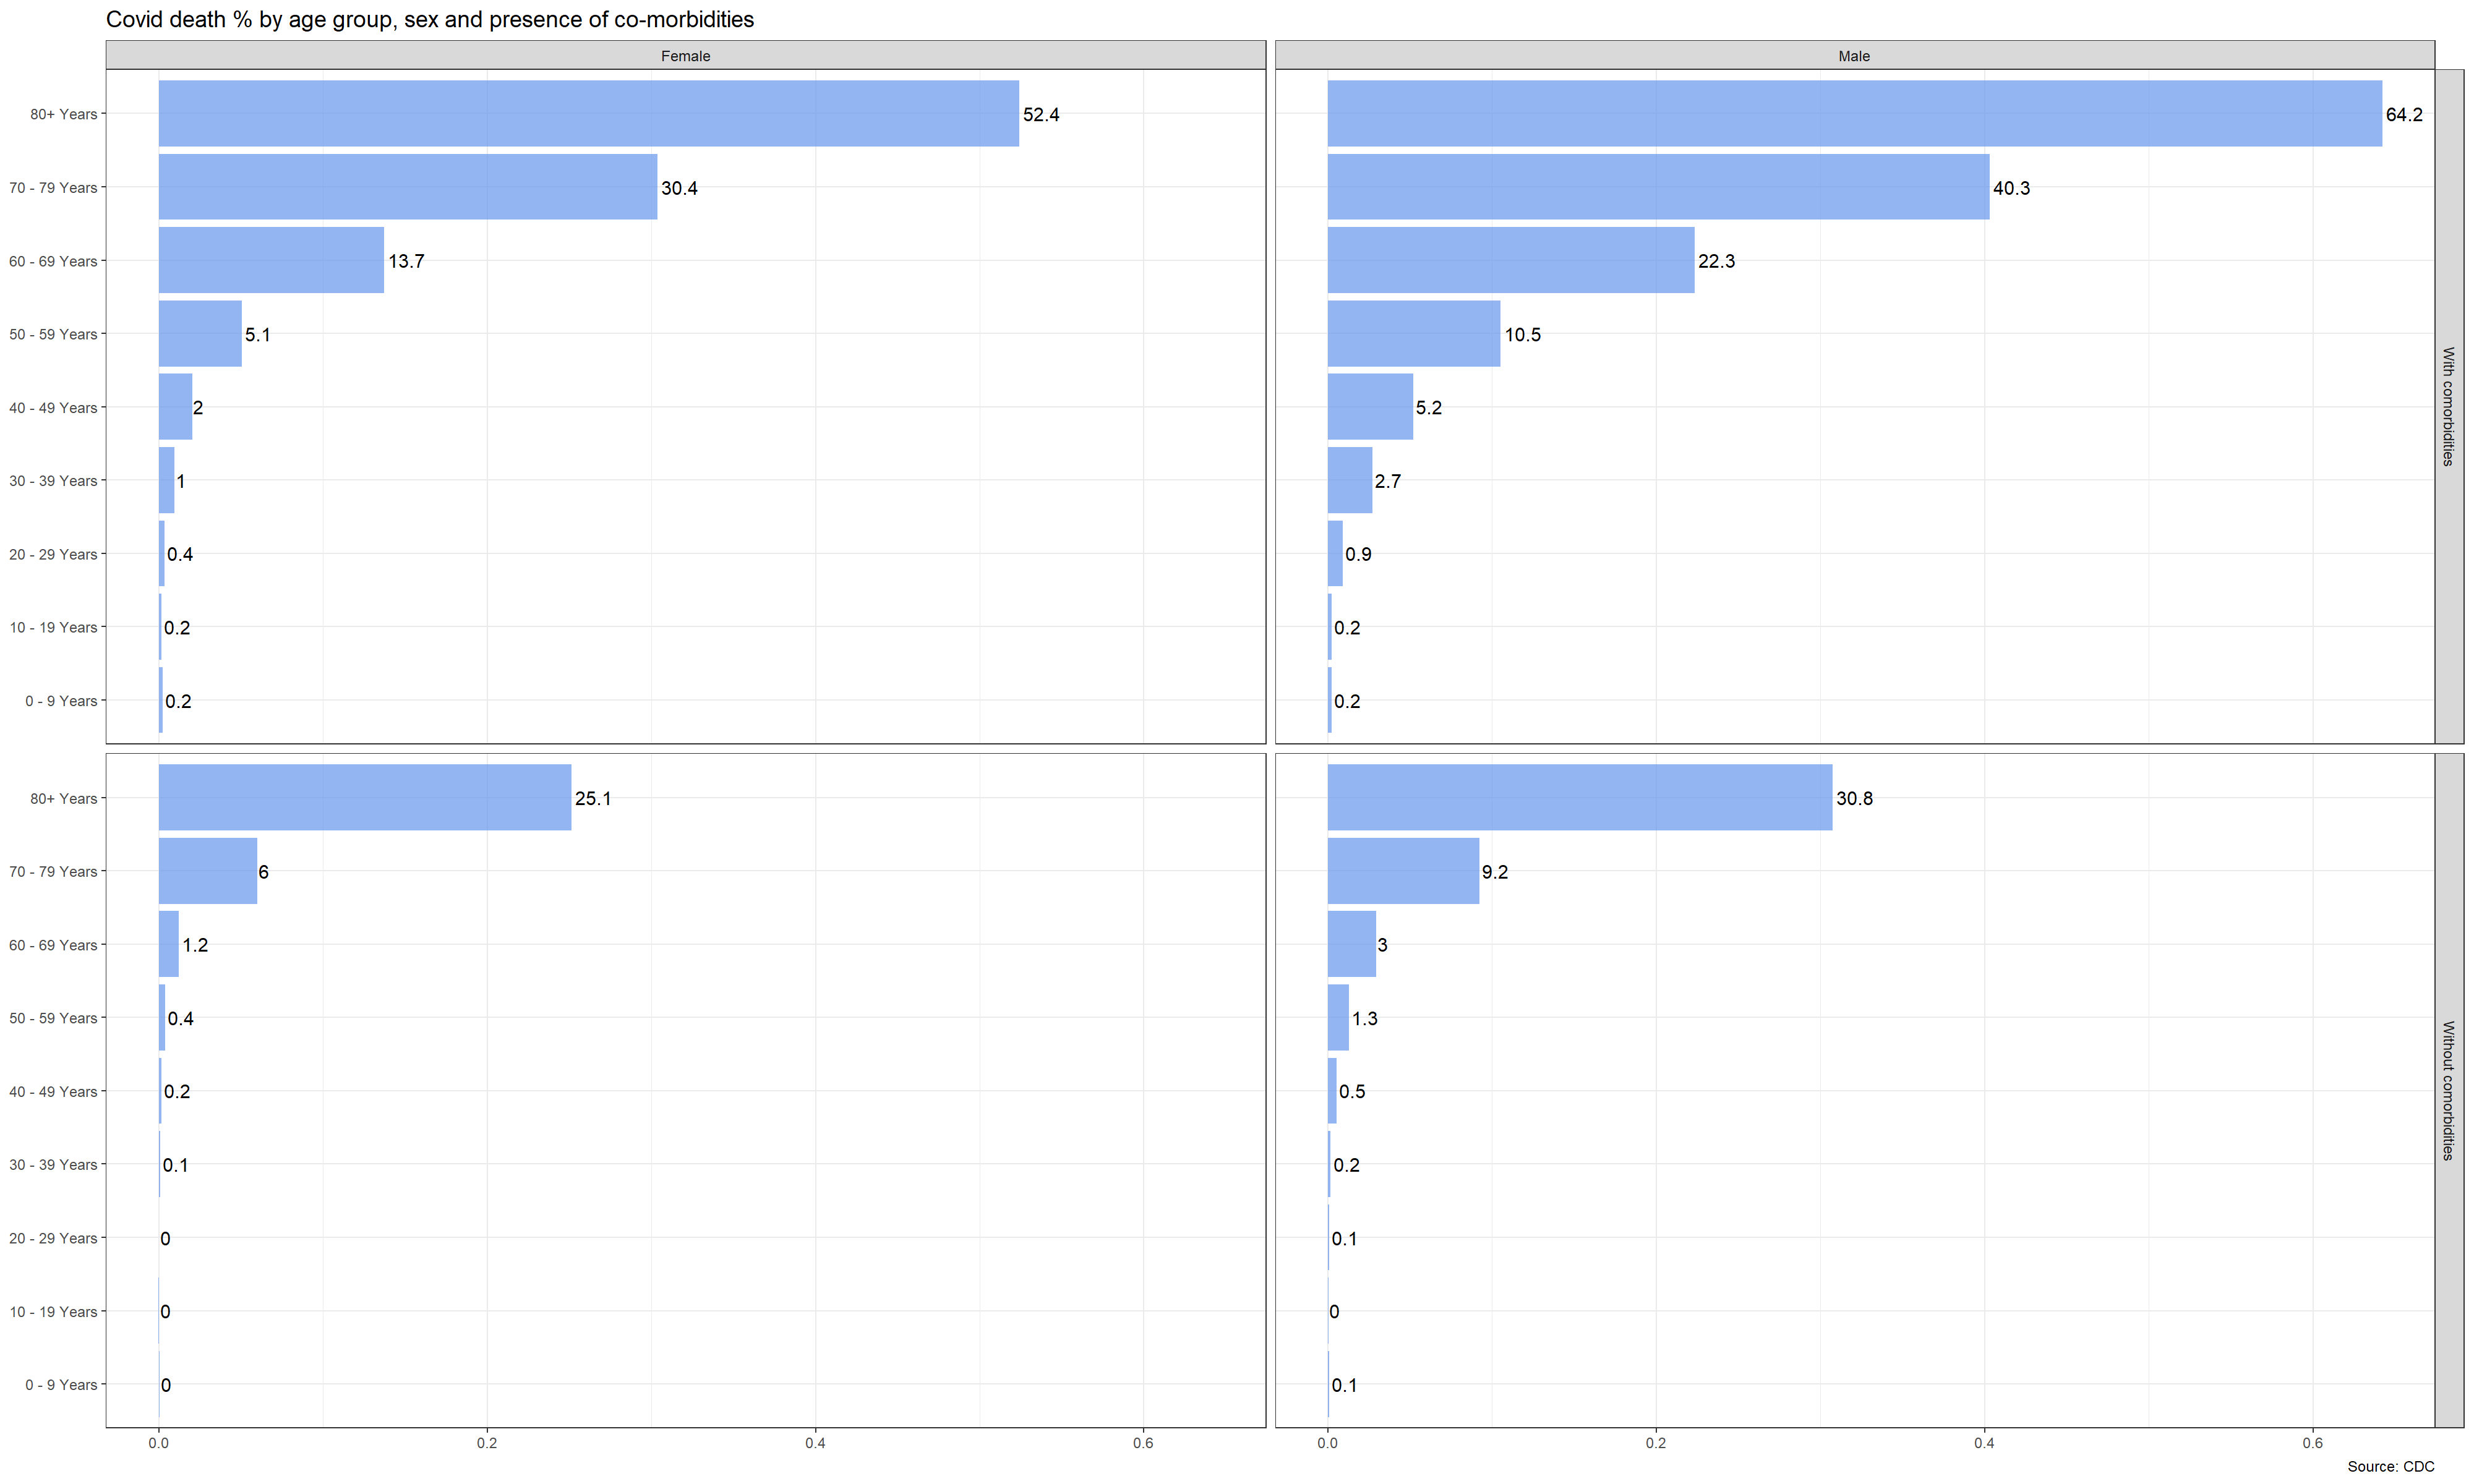 Covid death % by age group, sex and presence of co-morbidities
Female
Male
80+ Years
52.4
64.2
70 - 79 Years
30.4
40.3
60 - 69 Years
13.7
22.3
50 - 59 Years
5.1
10.5
40 - 49 Years
2
5.2
30 - 39 Years
1
2.7
20 - 29 Years
0.4
0.9
10 - 19 Years
0.2
0.2
0 - 9 Years
0.2
0.2
With comorbidities
80+ Years
25.1
30.8
70 - 79 Years
6
9.2
60 - 69 Years
1.2
3
50 - 59 Years
0.4
1.3
40 - 49 Years
0.2
0.5
30 - 39 Years
0.1
0.2
20 - 29 Years
0
0.1
10 - 19 Years
0
0
0 - 9 Years
0
0.1
Without comorbidities
0.0
0.2
0.4
0.6
0.0
0.2
0.4
0.6
Source: CDC